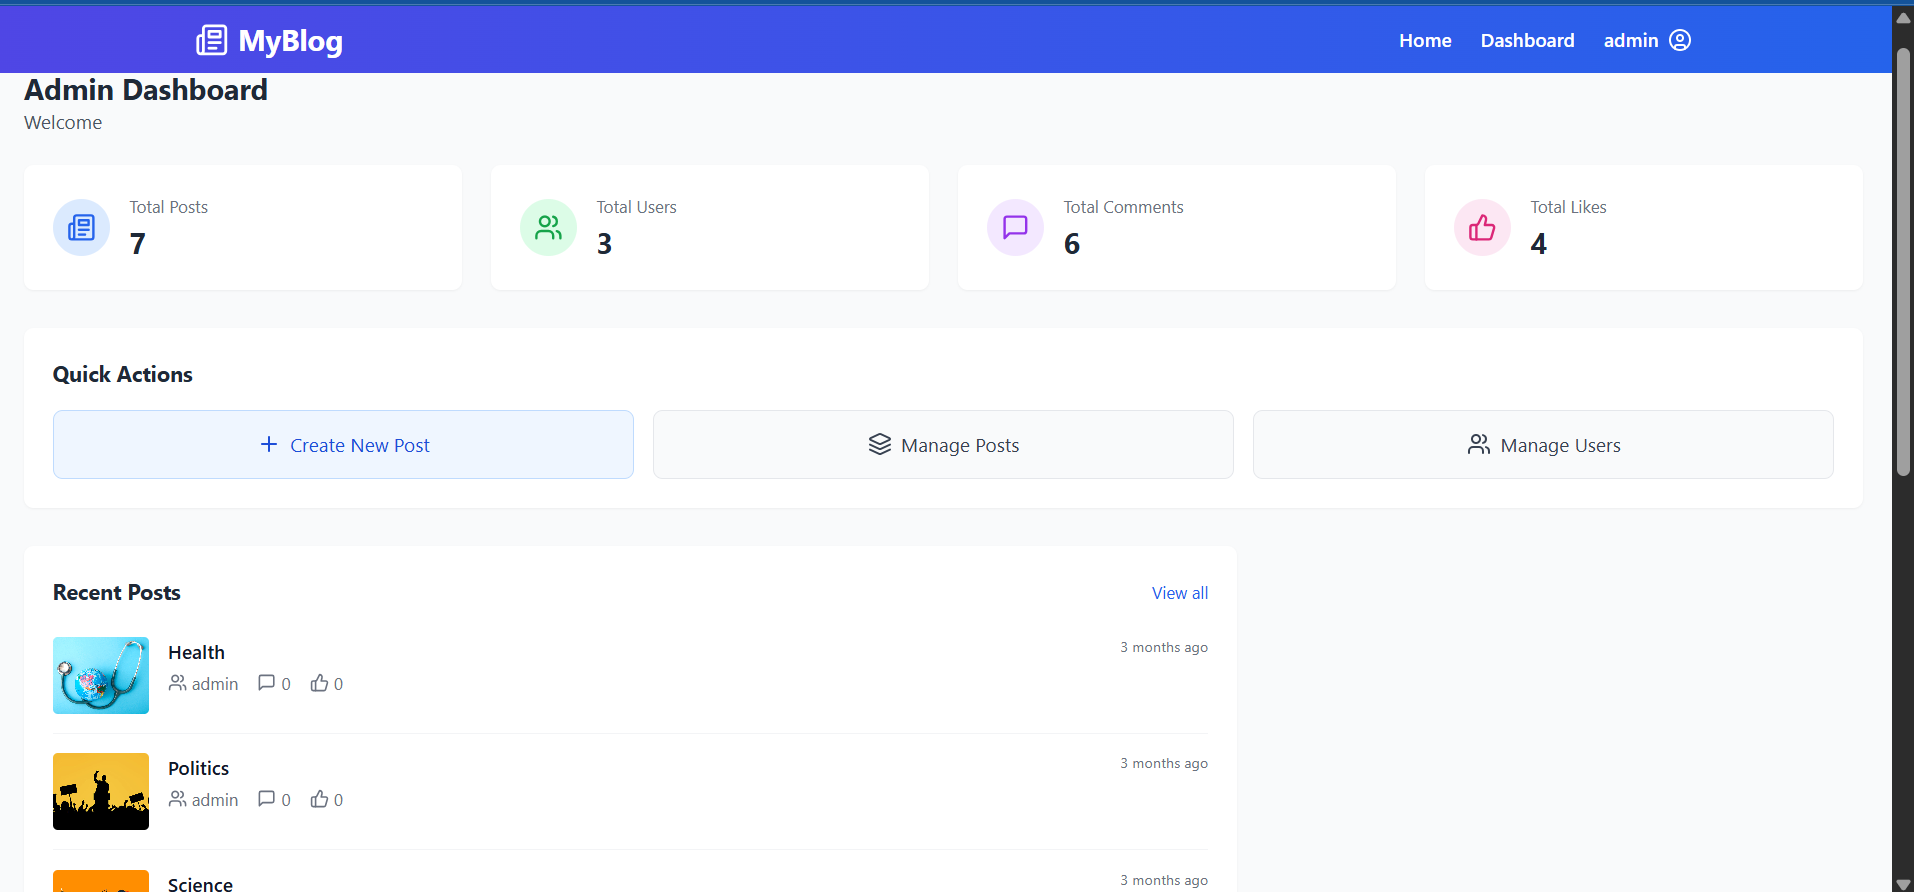 MyBlog
Home Dashboard admin
Admin Dashboard
Welcome
Total Posts
7
Total Users
3
Total Comments
6
Total Likes
4
Quick Actions
Create New Post
Manage Posts
Manage Users
Recent Posts
View all
Health
3 months ago
admin 0 0
Politics
3 months ago
admin 0 0
Science
3 months ago